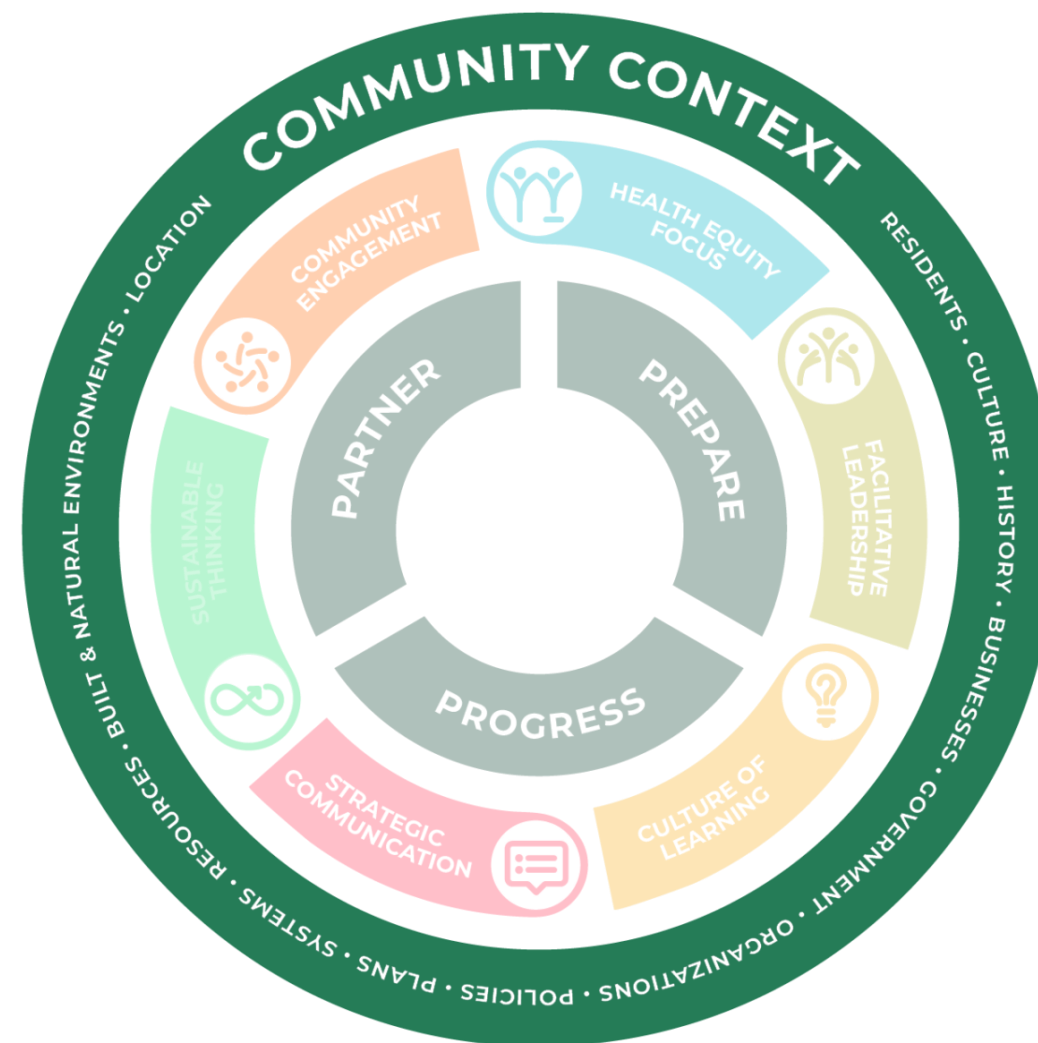 COMMUNITY CONTEXT
RESIDENTS • CULTURE • HISTORY • BUSINESSES • GOVERNMENT • ORGANIZATIONS • POLICIES • PLANS • SYSTEMS • RESOURCES • BUILT & NATURAL ENVIRONMENTS • LOCATION
HEALTH EQUITY
FOCUS
FACILITATIVE
LEADERSHIP
CULTURE OF
LEARNING
STRATEGIC
COMMUNICATION
SUSTAINABLE
THINKING
COMMUNITY
ENGAGEMENT
PREPARE
PROGRESS
PARTNER